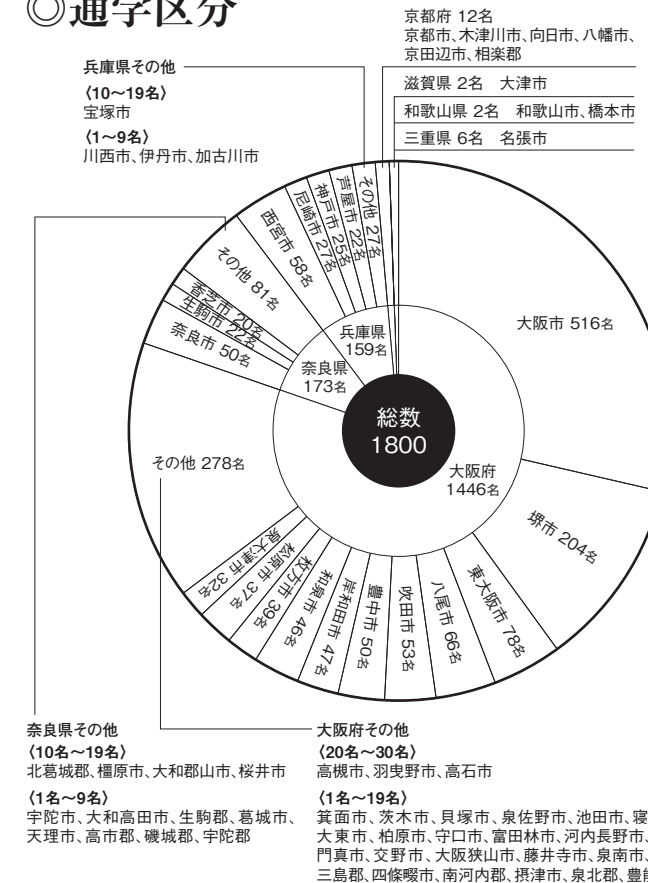 ◎通学区分
京都府 12名
京都市、木津川市、向日市、八幡市、
京田辺市、相楽郡
滋賀県 2名 大津市
和歌山県 2名 和歌山市、橋本市
三重県 6名 名張市
兵庫県その他
〈10〜19名〉
宝塚市
〈1〜9名〉
川西市、伊丹市、加古川市
その他 27名
芦屋市 22名
神戸市 25名
尼崎市 27名
西宮市 58名
その他 81名
香芝市 20名
生駒市 22名
奈良市 50名
兵庫県
159名
奈良県
173名
総数
1800
大阪府
1446名
大阪市 516名
堺市 204名
東大阪市 78名
八尾市 66名
吹田市 53名
豊中市 50名
岸和田市 47名
和泉市 46名
枚方市 39名
松原市 37名
泉大津市 32名
その他 278名
奈良県その他
〈10名〜19名〉
北葛城郡、橿原市、大和郡山市、桜井市
〈1名〜9名〉
宇陀市、大和高田市、生駒郡、葛城市、
天理市、高市郡、磯城郡、宇陀郡
大阪府その他
〈20名〜30名〉
高槻市、羽曳野市、高石市
〈1名〜19名〉
箕面市、茨木市、貝塚市、泉佐野市、池田市、寝
大東市、柏原市、守口市、富田林市、河内長野市、
門真市、交野市、大阪狭山市、藤井寺市、泉南市、
三島郡、四條畷市、南河内郡、摂津市、泉北郡、豊能